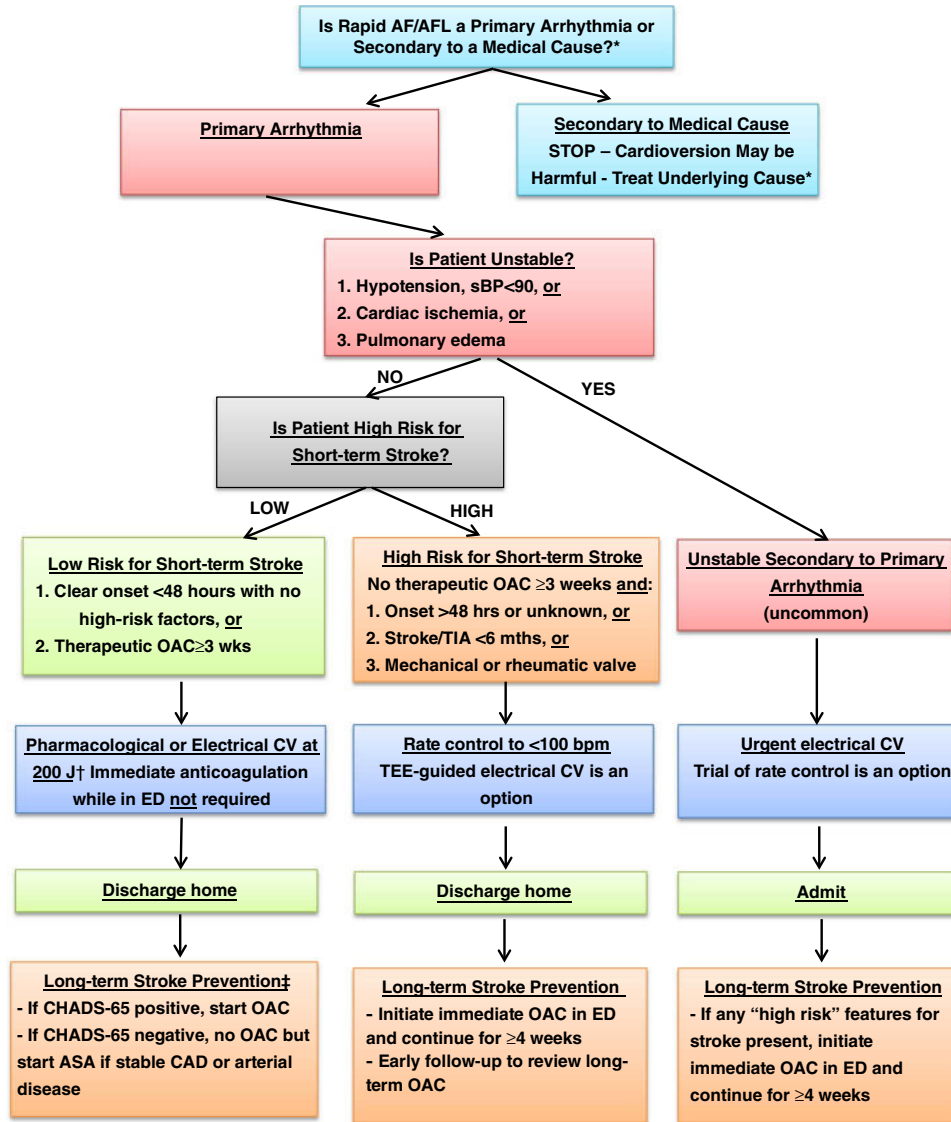 Is Rapid AF/AFL a Primary Arrhythmia or
Secondary to a Medical Cause?*
Primary Arrhythmia
Secondary to Medical Cause
STOP – Cardioversion May be
Harmful - Treat Underlying Cause*
Is Patient Unstable?
1. Hypotension, sBP<90, or
2. Cardiac ischemia, or
3. Pulmonary edema
NO
YES
Is Patient High Risk for
Short-term Stroke?
LOW
HIGH
Low Risk for Short-term Stroke
1. Clear onset <48 hours with no
high-risk factors, or
2. Therapeutic OAC≥3 wks
High Risk for Short-term Stroke
No therapeutic OAC ≥3 weeks and:
1. Onset >48 hrs or unknown, or
2. Stroke/TIA <6 mths, or
3. Mechanical or rheumatic valve
Unstable Secondary to Primary
Arrhythmia
(uncommon)
Pharmacological or Electrical CV at
200 J† Immediate anticoagulation
while in ED not required
Rate control to <100 bpm
TEE-guided electrical CV is an
option
Urgent electrical CV
Trial of rate control is an option
Discharge home
Discharge home
Admit
Long-term Stroke Prevention‡
- If CHADS-65 positive, start OAC
- If CHADS-65 negative, no OAC but
start ASA if stable CAD or arterial
disease
Long-term Stroke Prevention
- Initiate immediate OAC in ED
and continue for ≥4 weeks
- Early follow-up to review long-
term OAC
Long-term Stroke Prevention
- If any “high risk” features for
stroke present, initiate
immediate OAC in ED and
continue for ≥4 weeks